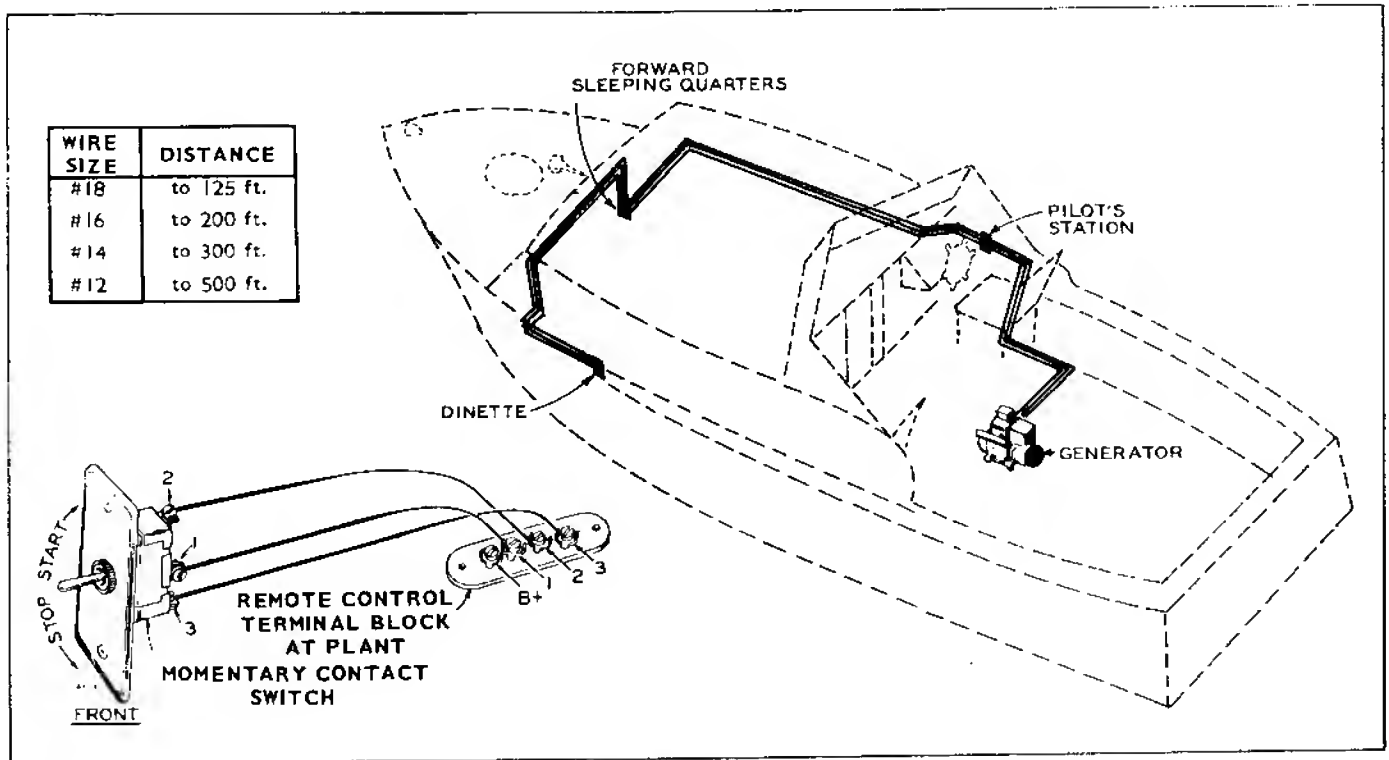 FORWARD
SLEEPING QUARTERS
WIRE SIZE DISTANCE
#18 to 125 ft.
#16 to 200 ft.
#14 to 300 ft.
#12 to 500 ft.
PILOT'S
STATION
DINETTE
GENERATOR
2
1
3
START
STOP
FRONT
B+
1
2
3
REMOTE CONTROL
TERMINAL BLOCK
AT PLANT
MOMENTARY CONTACT
SWITCH